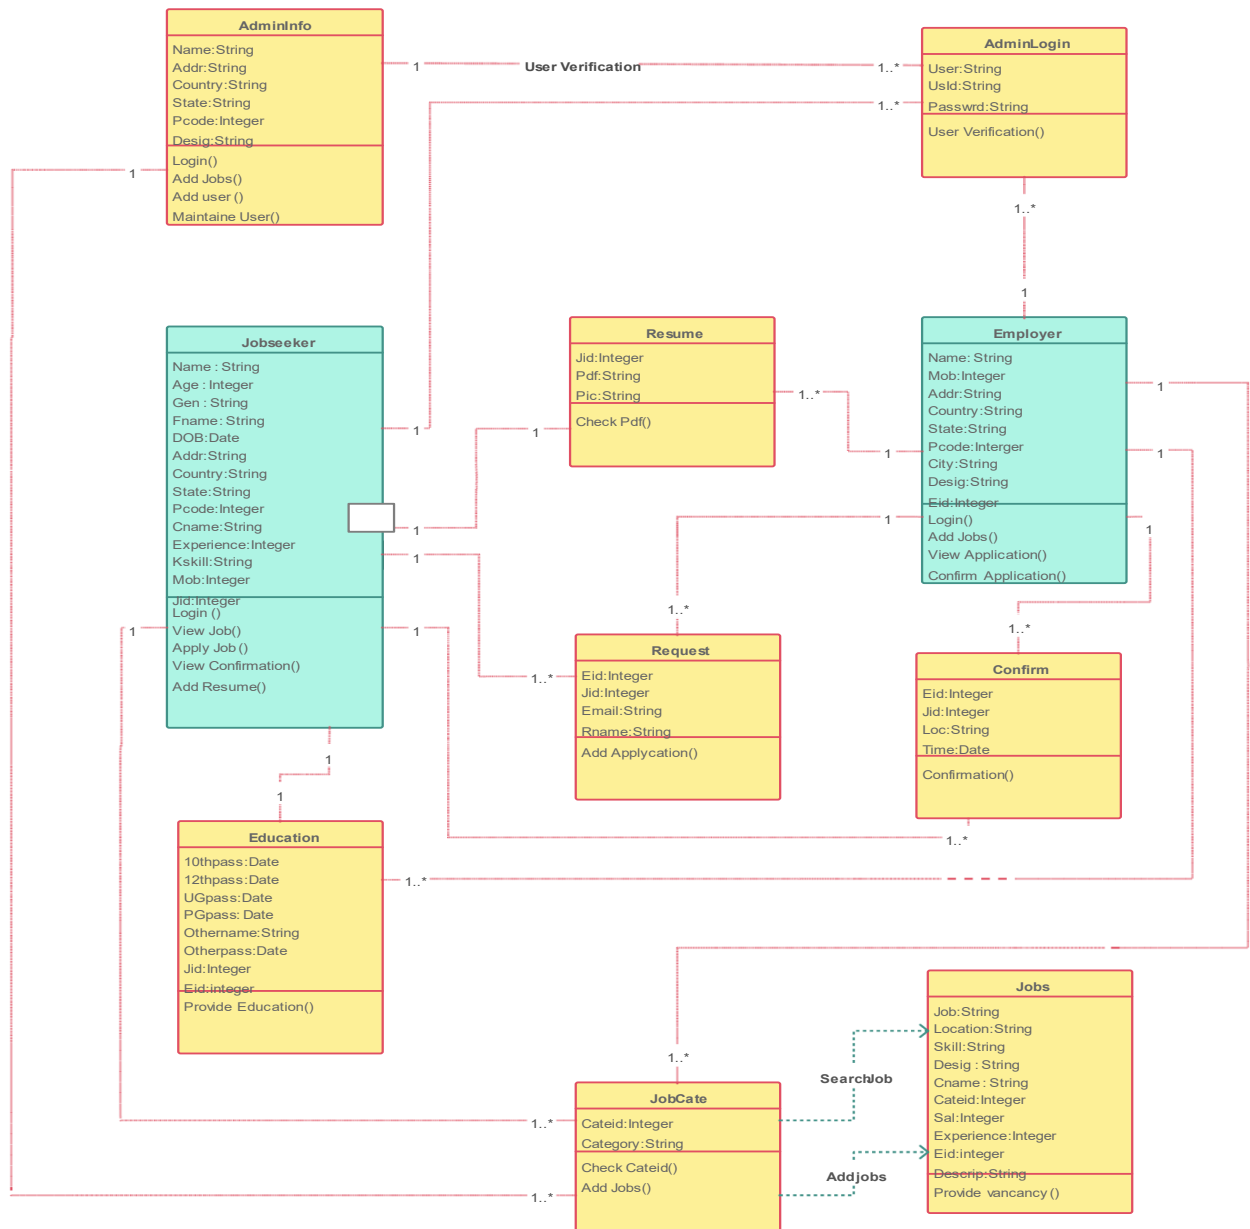 AdminInfo
Name:String
Addr:String
Country:String
State:String
Pcode:Integer
Desig:String
Login()
Add Jobs()
Add user ()
Maintaine User()
1
User Verification
1..*
1..*
1
AdminLogin
User:String
UsId:String
Passwrd:String
User Verification()
1..*
1
Jobseeker
Name : String
Age : Integer
Gen : String
Fname: String
DOB:Date
Addr:String
Country:String
State:String
Pcode:Integer
Cname:String
Experience:Integer
Kskill:String
Mob:Integer
Jid:Integer
Login ()
View Job()
Apply Job ()
View Confirmation()
Add Resume()
1
1
1
1
1
1
Resume
Jid:Integer
Pdf:String
Pic:String
Check Pdf()
1
1..*
1
Employer
Name: String
Mob:Integer
Addr:String
Country:String
State:String
Pcode:Interger
City:String
Desig:String
Eid:Integer
Login()
Add Jobs()
View Application()
Confirm Application()
1
1
1
1
1..*
1..*
1..*
Request
Eid:Integer
Jid:Integer
Email:String
Rname:String
Add Applycation()
Confirm
Eid:Integer
Jid:Integer
Loc:String
Time:Date
Confirmation()
1..*
1
Education
10thpass:Date
12thpass:Date
UGpass:Date
PGpass: Date
Othername:String
Otherpass:Date
Jid:Integer
Eid:integer
Provide Education()
1..*
1..*
1..*
1..*
JobCate
Cateid:Integer
Category:String
Check Cateid()
Add Jobs()
SearchJob
Addjobs
Jobs
Job:String
Location:String
Skill:String
Desig : String
Cname : String
Cateid:Integer
Sal:Integer
Experience:Integer
Eid:integer
Descrip:String
Provide vancancy ()